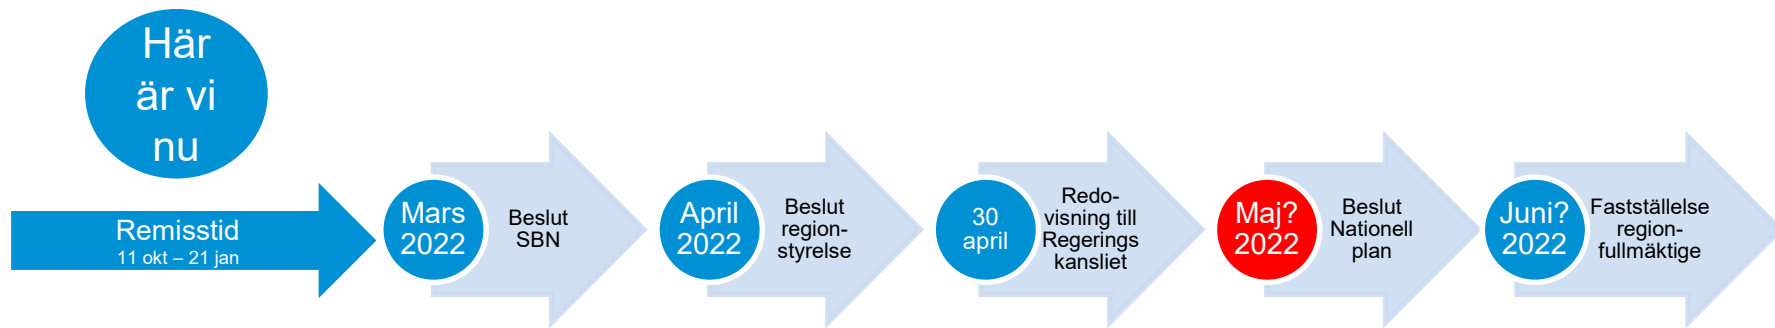 Här
är vi
nu
Remisstid
11 okt – 21 jan
Mars
2022
Beslut
SBN
April
2022
Beslut
region-
styrelse
30
april
Redo-
visning till
Regerings
kansliet
Maj?
2022
Beslut
Nationell
plan
Juni?
2022
Fastställelse
region-
fullmäktige